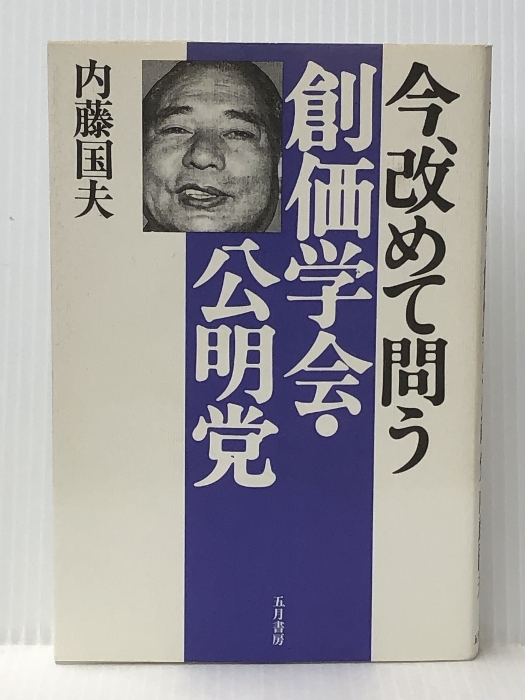 今、改めて問う
創価学会・
公明党
内藤国夫
五月書房